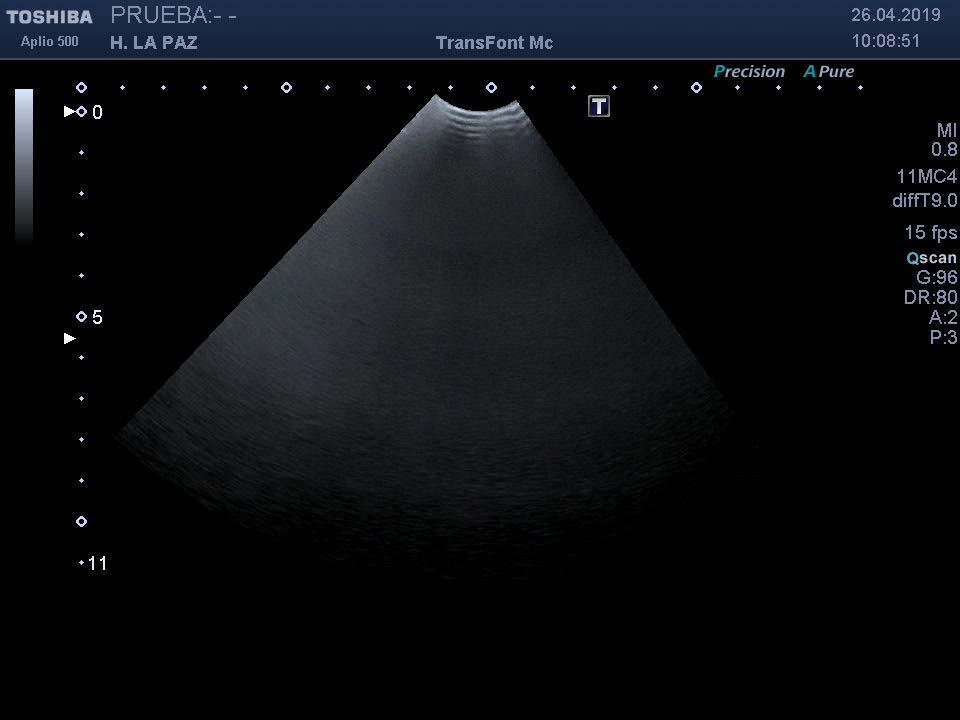 TOSHIBA PRUEBA:- - 26.04.2019
Aplio 500 H. LA PAZ TransFont Mc 10:08:51
Precision A Pure
0
T
MI
0.8
11MC4
diffT9.0
15 fps
Qscan
G:96
DR:80
5
A:2
P:3
11